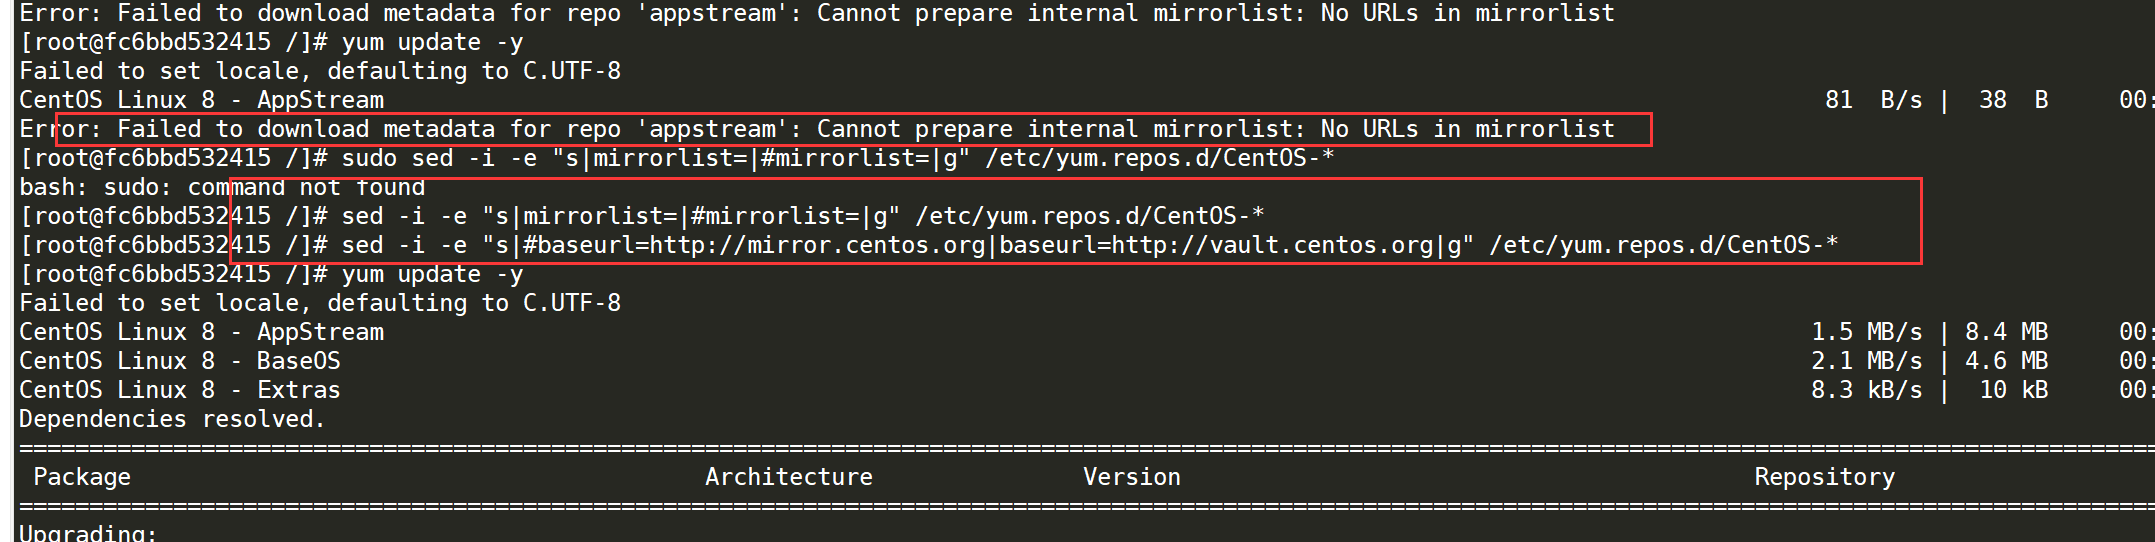 Error: Failed to download metadata for repo 'appstream': Cannot prepare internal mirrorlist: No URLs in mirrorlist
[root@fc6bbd532415 /]# yum update -y
Failed to set locale, defaulting to C.UTF-8
CentOS Linux 8 - AppStream 81 B/s | 38 B 00:
Error: Failed to download metadata for repo 'appstream': Cannot prepare internal mirrorlist: No URLs in mirrorlist
[root@fc6bbd532415 /]# sudo sed -i -e "s|mirrorlist=|#mirrorlist=|g" /etc/yum.repos.d/CentOS-*
bash: sudo: command not found
[root@fc6bbd532415 /]# sed -i -e "s|mirrorlist=|#mirrorlist=|g" /etc/yum.repos.d/CentOS-*
[root@fc6bbd532415 /]# sed -i -e "s|#baseurl=http://mirror.centos.org|baseurl=http://vault.centos.org|g" /etc/yum.repos.d/CentOS-*
[root@fc6bbd532415 /]# yum update -y
Failed to set locale, defaulting to C.UTF-8
CentOS Linux 8 - AppStream 1.5 MB/s | 8.4 MB 00:
CentOS Linux 8 - BaseOS 2.1 MB/s | 4.6 MB 00:
CentOS Linux 8 - Extras 8.3 kB/s | 10 kB 00:
Dependencies resolved.
Package Architecture Version Repository
Upgrading: